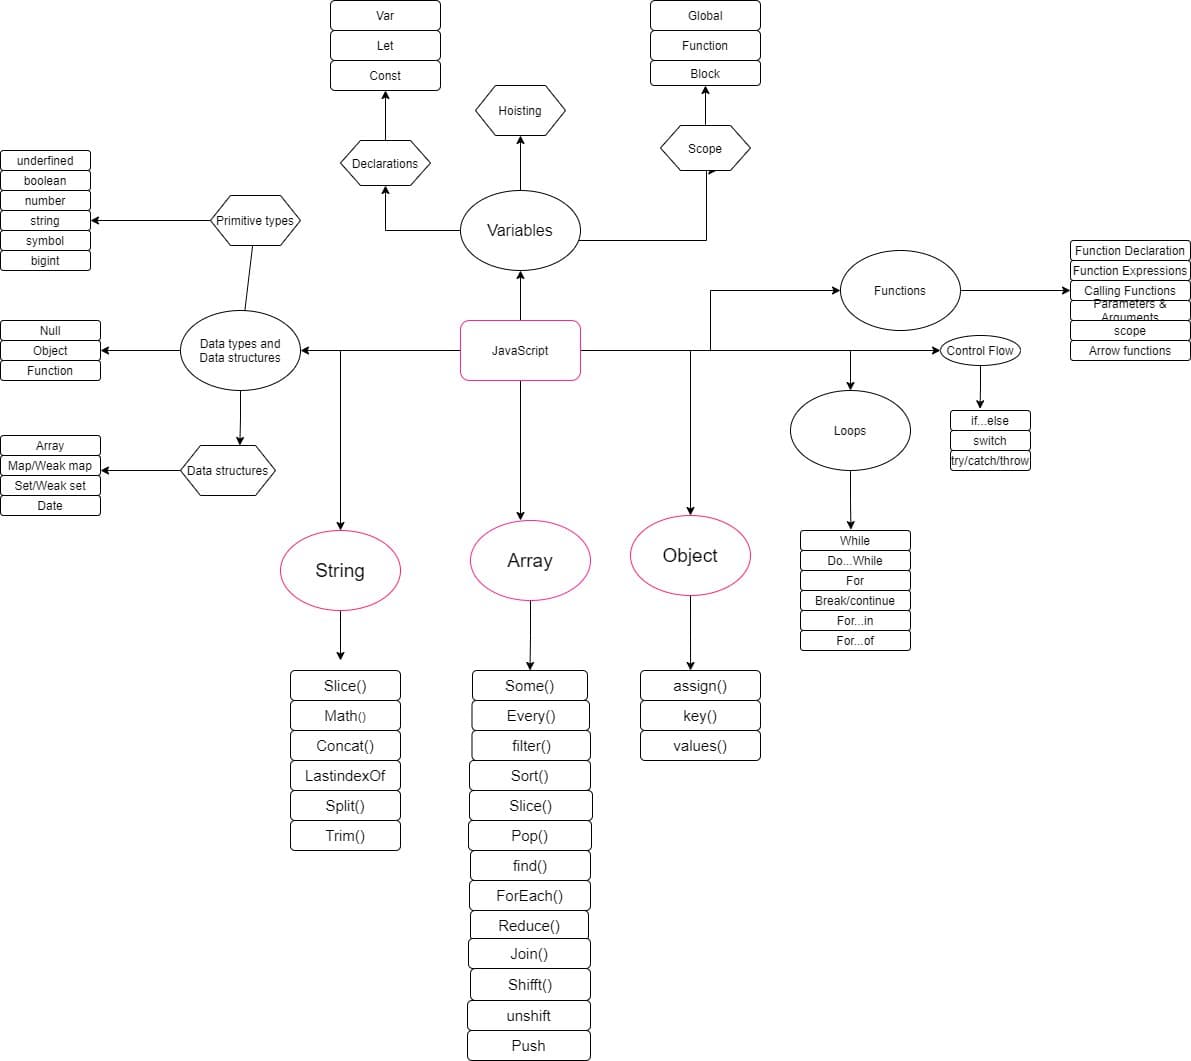 Var
Let
Const
Global
Function
Block
Hoisting
Declarations
Scope
Variables
underfined
boolean
number
string
symbol
bigint
Primitive types
Null
Object
Function
Data types and
Data structures
JavaScript
Functions
Function Declaration
Function Expressions
Calling Functions
Parameters &
Arguments
scope
Arrow functions
Control Flow
if...else
switch
try/catch/throw
Loops
While
Do...While
For
Break/continue
For...in
For...of
Array
Map/Weak map
Set/Weak set
Date
Data structures
String
Slice()
Math()
Concat()
LastindexOf
Split()
Trim()
Array
Some()
Every()
filter()
Sort()
Slice()
Pop()
find()
ForEach()
Reduce()
Join()
Shifft()
unshift
Push
Object
assign()
key()
values()